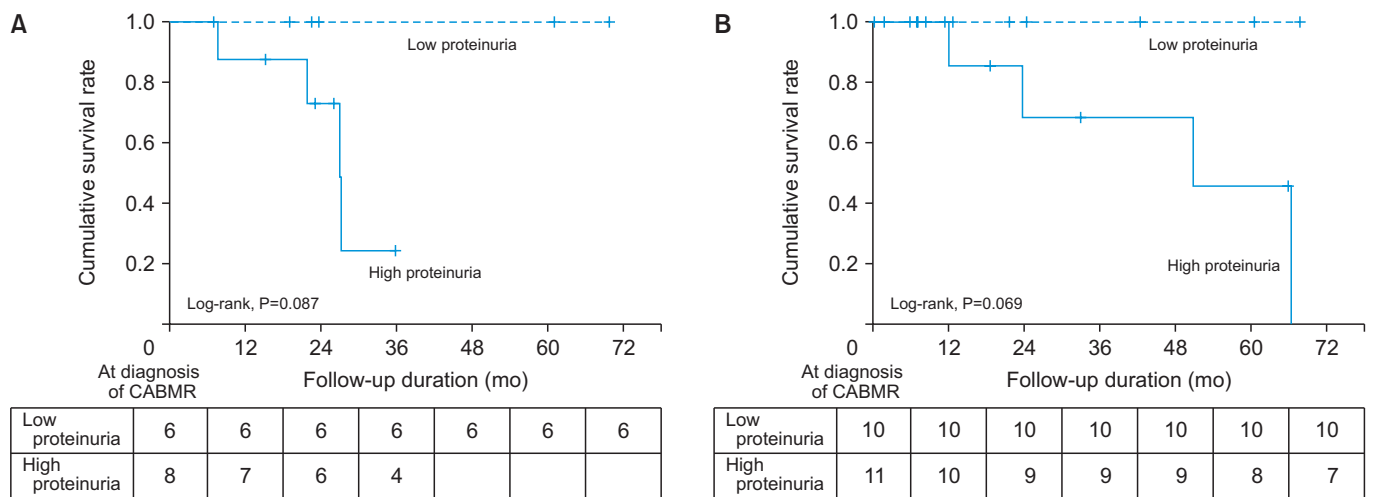 A
1.0
0.8
0.6
0.4
0.2
Cumulative survival rate
Low proteinuria
High proteinuria
Log-rank, P=0.087
0 12 24 36 48 60 72
At diagnosis
of CABMR
Follow-up duration (mo)
Low
proteinuria 6 6 6 6 6 6 6
High
proteinuria 8 7 6 4
B
1.0
0.8
0.6
0.4
0.2
Cumulative survival rate
Low proteinuria
High proteinuria
Log-rank, P=0.069
0 12 24 36 48 60 72
At diagnosis
of CABMR
Follow-up duration (mo)
Low
proteinuria 10 10 10 10 10 10 10
High
proteinuria 11 10 9 9 9 8 7